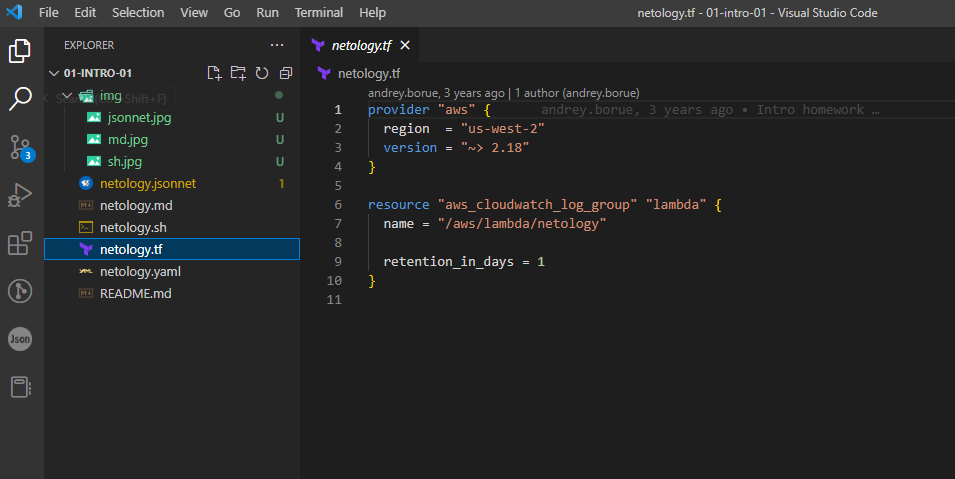 File Edit Selection View Go Run Terminal Help netology.tf - 01-intro-01 - Visual Studio Code
EXPLORER
01-INTRO-01
img
jsonnet.jpg U
md.jpg U
sh.jpg U
netology.jsonnet 1
netology.md
netology.sh
netology.tf
netology.yaml
README.md
3
Json
netology.tf
netology.tf
andrey.borue, 3 years ago | 1 author (andrey.borue)
1 provider "aws" { andrey.borue, 3 years ago • Intro homework …
2 region = "us-west-2"
3 version = "~> 2.18"
4 }
5
6 resource "aws_cloudwatch_log_group" "lambda" {
7 name = "/aws/lambda/netology"
8
9 retention_in_days = 1
10 }
11